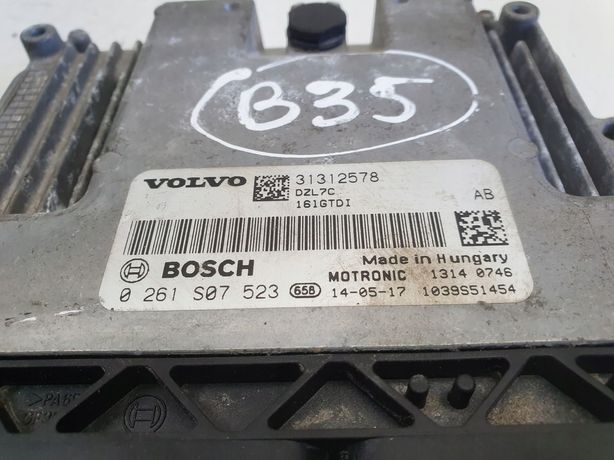 B35
VOLVO 31312578
DZL7C AB
161GTDI
Made in Hungary
BOSCH MOTRONIC 1314 0746
0 261 S07 523 658 14-05-17 1039S51454